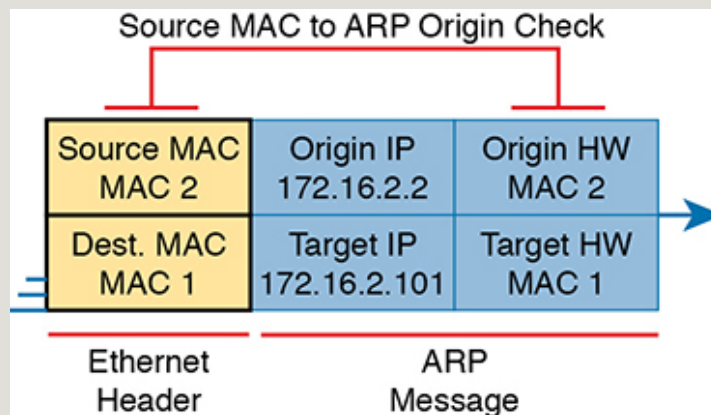 Source MAC to ARP Origin Check
Source MAC
MAC 2
Origin IP
172.16.2.2
Origin HW
MAC 2
Dest. MAC
MAC 1
Target IP
172.16.2.101
Target HW
MAC 1
Ethernet
Header
ARP
Message